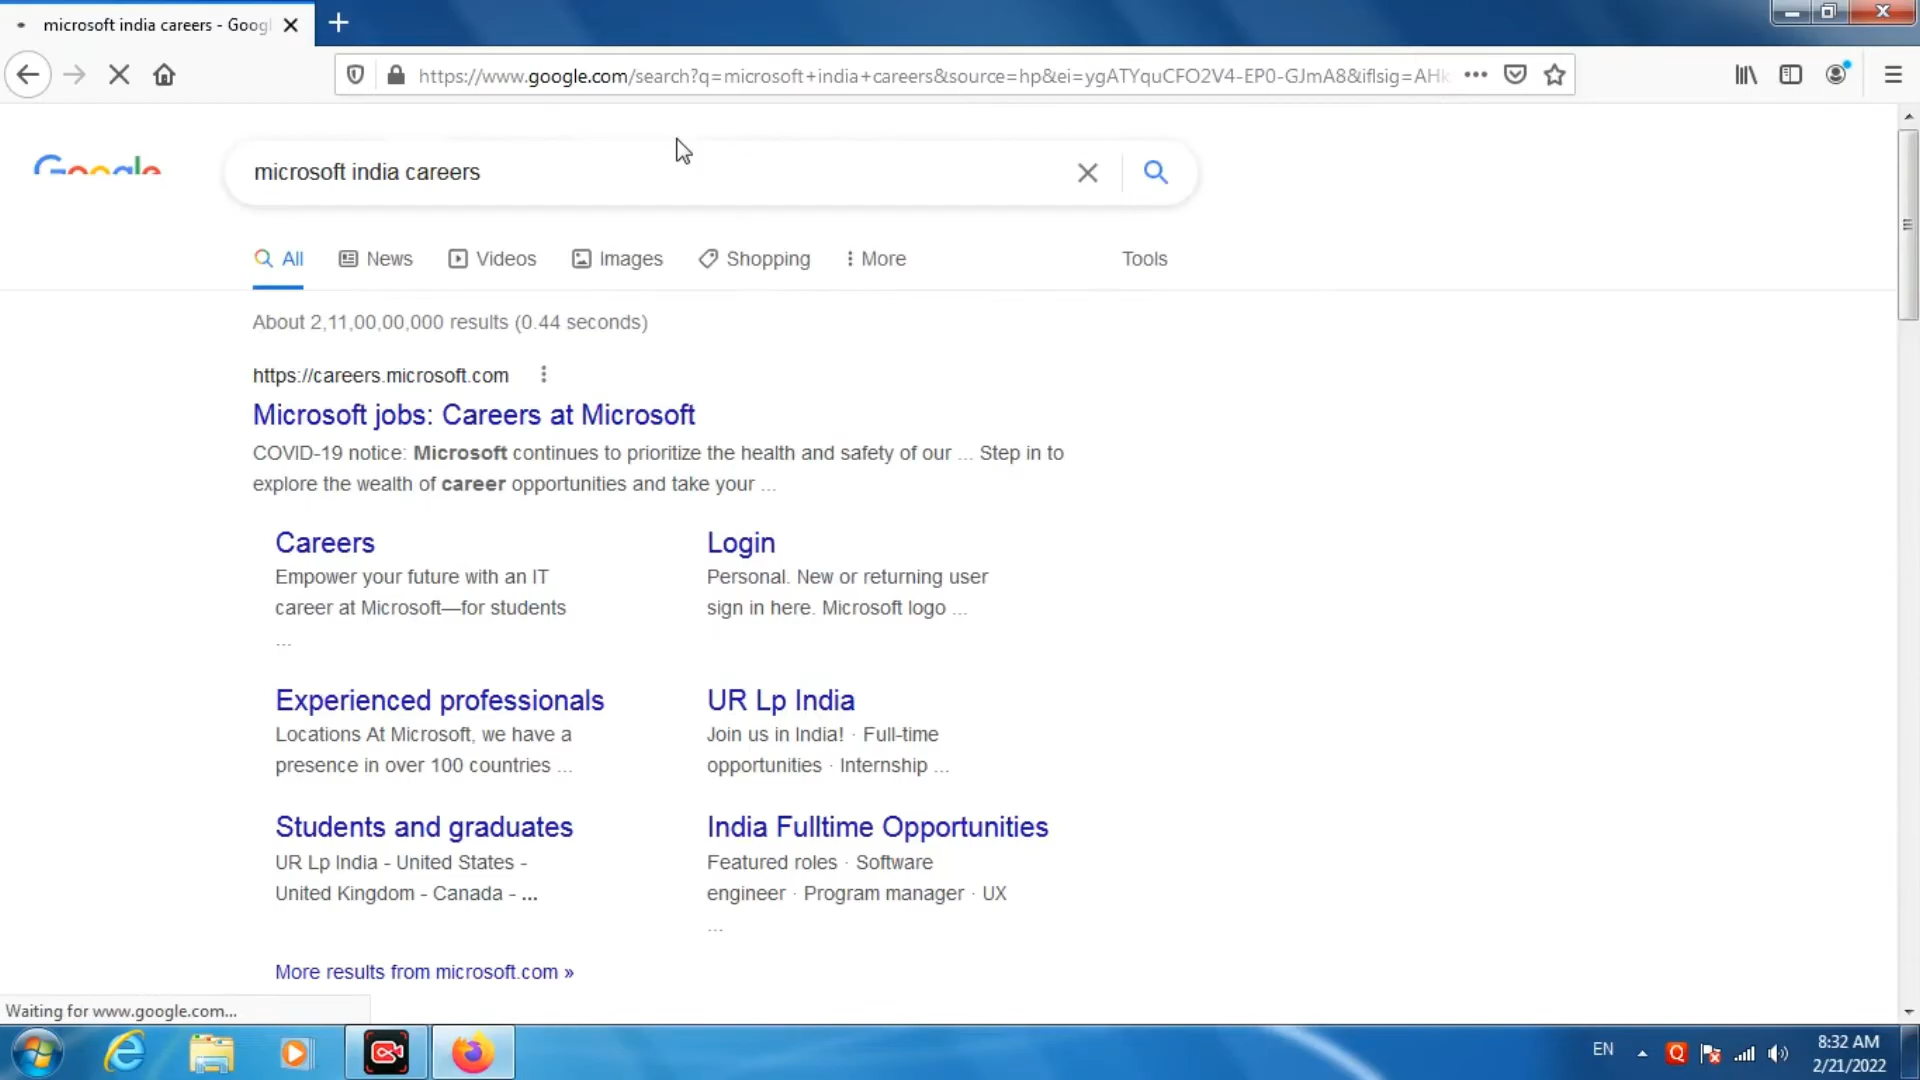 microsoft india careers - Googl
https://www.google.com/search?q=microsoft+india+careers&source=hp&ei=ygATYquCFO2V4-EP0-GJmA8&iflsig=AHk
Google
microsoft india careers
All News Videos Images Shopping More Tools
About 2,11,00,00,000 results (0.44 seconds)
https://careers.microsoft.com
Microsoft jobs: Careers at Microsoft
COVID-19 notice: Microsoft continues to prioritize the health and safety of our ... Step in to
explore the wealth of career opportunities and take your ...
Careers
Empower your future with an IT
career at Microsoft—for students
...
Login
Personal. New or returning user
sign in here. Microsoft logo ...
Experienced professionals
Locations At Microsoft, we have a
presence in over 100 countries ...
UR Lp India
Join us in India! · Full-time
opportunities · Internship ...
Students and graduates
UR Lp India - United States -
United Kingdom - Canada - ...
India Fulltime Opportunities
Featured roles · Software
engineer · Program manager · UX
...
More results from microsoft.com »
Waiting for www.google.com...
EN
8:32 AM
2/21/2022